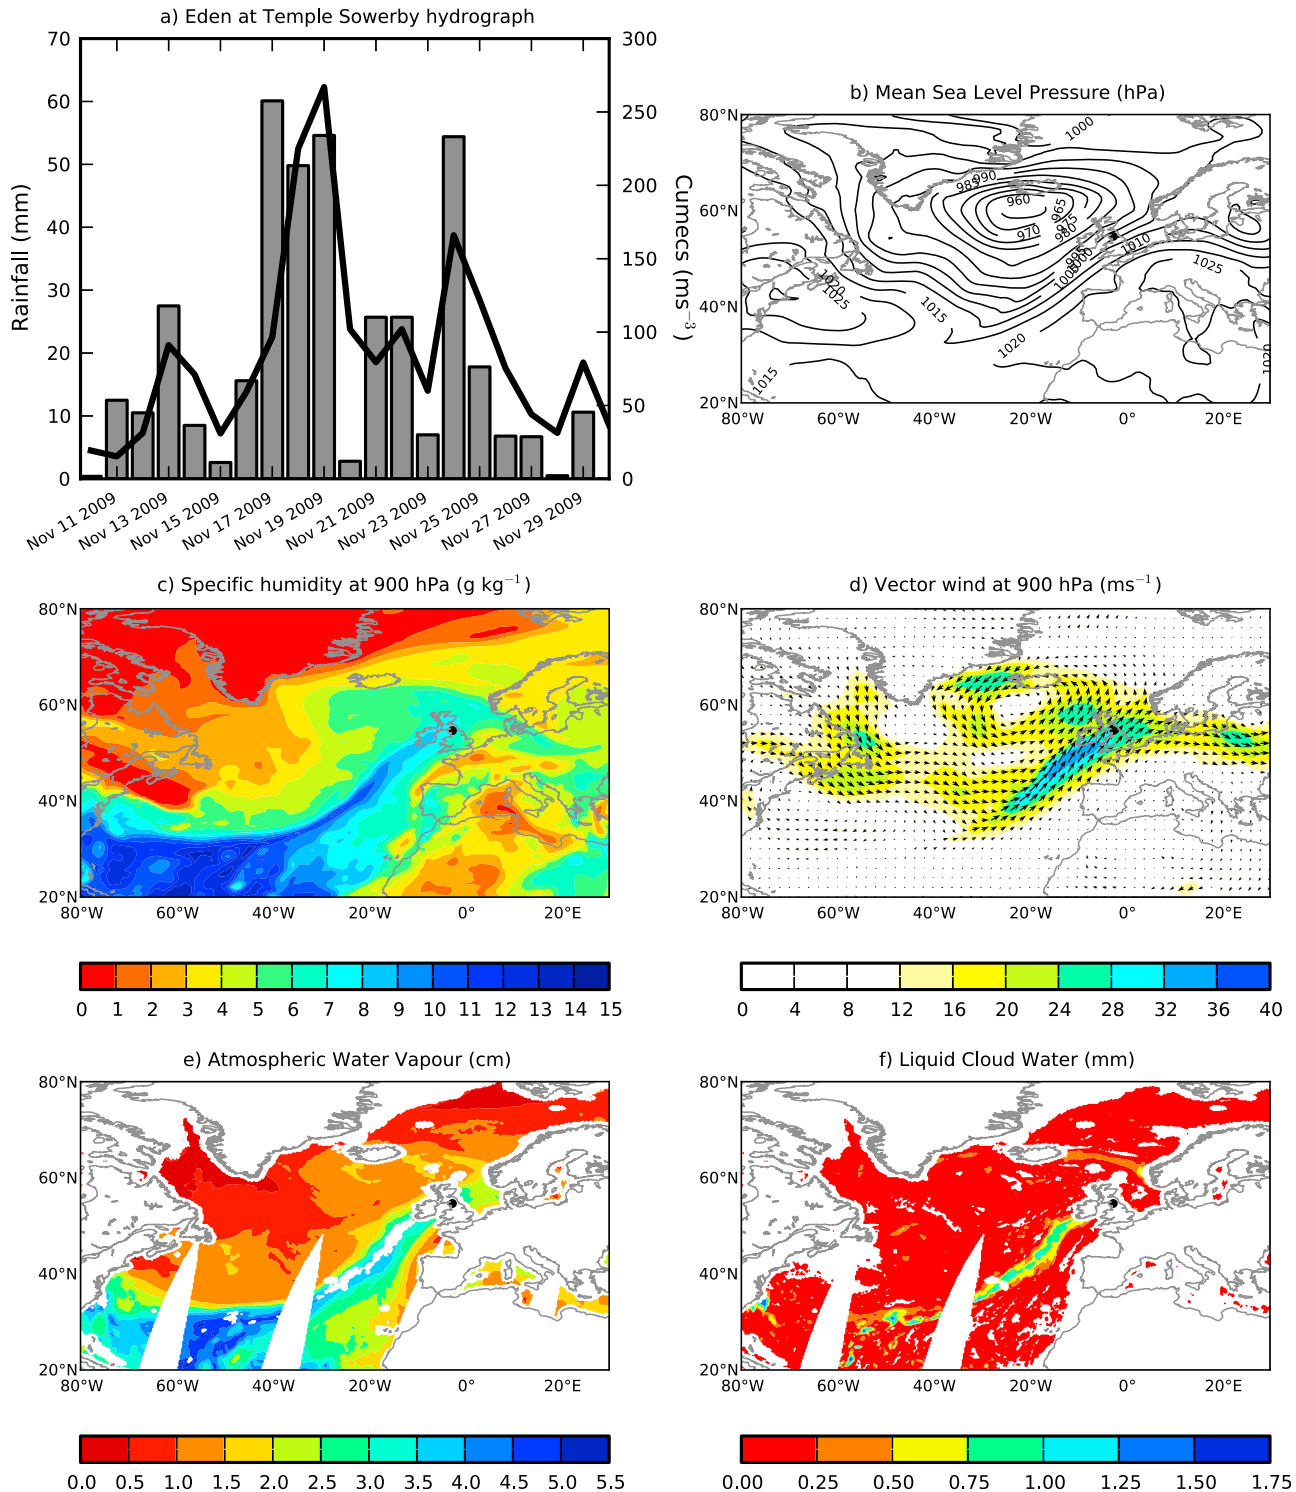 a) Eden at Temple Sowerby hydrograph
70
60
50
40
30
20
10
0
Rainfall (mm)
300
250
200
150
100
50
0
Cumecs (ms⁻³)
Nov 11 2009
Nov 13 2009
Nov 15 2009
Nov 17 2009
Nov 19 2009
Nov 21 2009
Nov 23 2009
Nov 25 2009
Nov 27 2009
Nov 29 2009
b) Mean Sea Level Pressure (hPa)
80°N
60°N
40°N
20°N
80°W 60°W 40°W 20°W 0° 20°E
1000
985
990
960
965
970
975
980
995
1000
1005
1010
1025
1020
1025
1015
1020
1015
1020
c) Specific humidity at 900 hPa (g kg⁻¹)
80°N
60°N
40°N
20°N
80°W 60°W 40°W 20°W 0° 20°E
0 1 2 3 4 5 6 7 8 9 10 11 12 13 14 15
d) Vector wind at 900 hPa (ms⁻¹)
80°N
60°N
40°N
20°N
80°W 60°W 40°W 20°W 0° 20°E
0 4 8 12 16 20 24 28 32 36 40
e) Atmospheric Water Vapour (cm)
80°N
60°N
40°N
20°N
80°W 60°W 40°W 20°W 0° 20°E
0.0 0.5 1.0 1.5 2.0 2.5 3.0 3.5 4.0 4.5 5.0 5.5
f) Liquid Cloud Water (mm)
80°N
60°N
40°N
20°N
80°W 60°W 40°W 20°W 0° 20°E
0.00 0.25 0.50 0.75 1.00 1.25 1.50 1.75